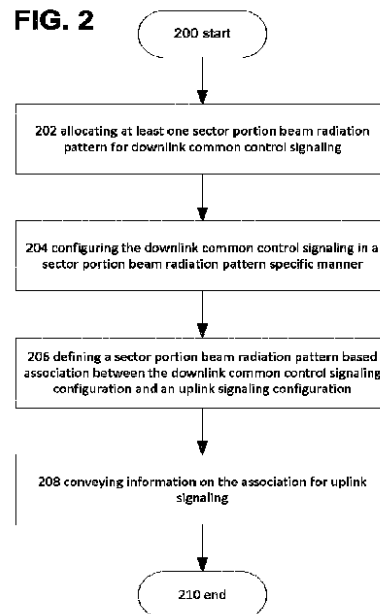 FIG. 2
200 start
202 allocating at least one sector portion beam radiation
pattern for downlink common control signaling
204 configuring the downlink common control signaling in a
sector portion beam radiation pattern specific manner
206 defining a sector portion beam radiation pattern based
association between the downlink common control signaling
configuration and an uplink signaling configuration
208 conveying information on the association for uplink
signaling
210 end